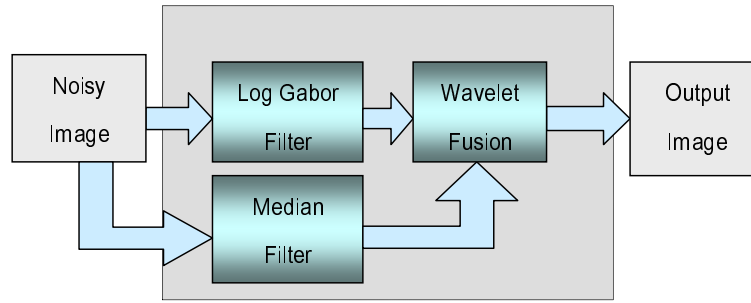 Noisy
Image
Log Gabor
Filter
Wavelet
Fusion
Output
Image
Median
Filter